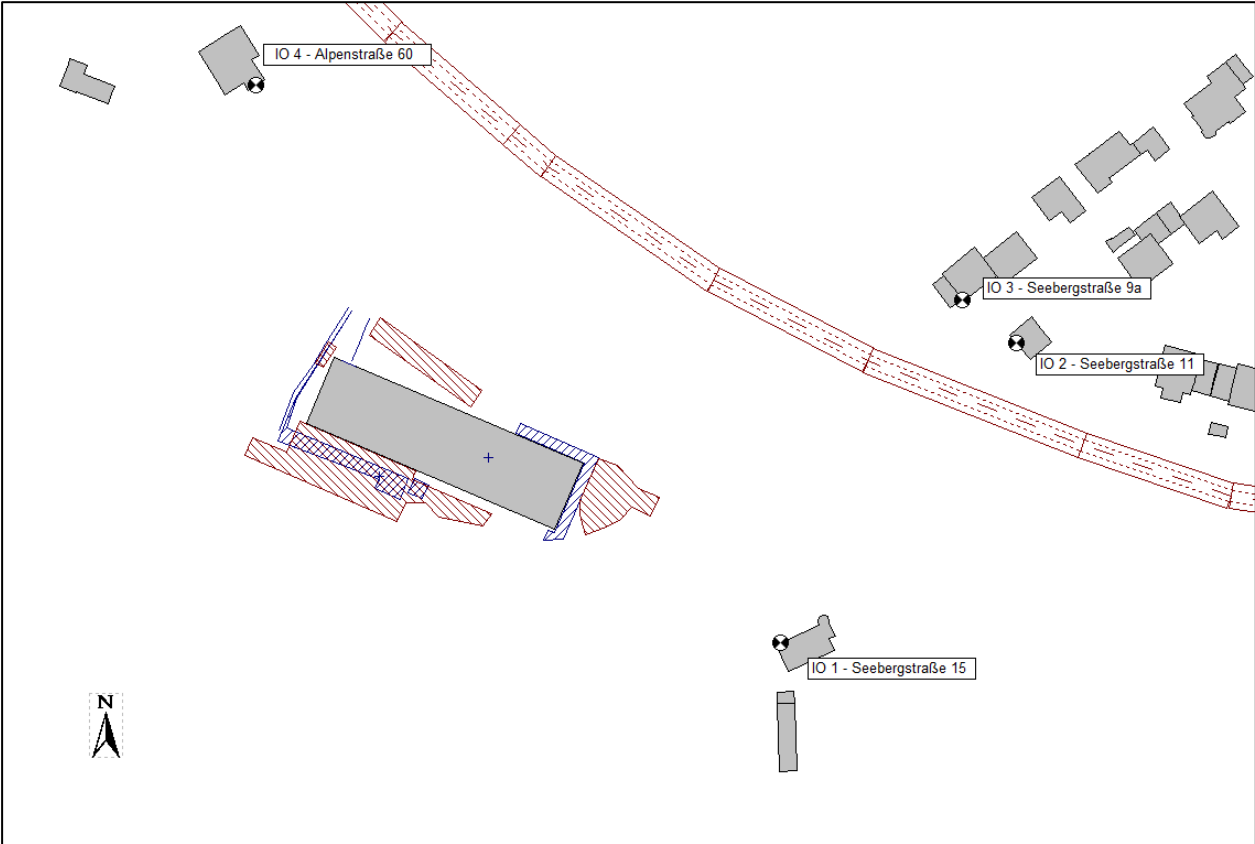 IO 4 - Alpenstraße 60
IO 3 - Seebergstraße 9a
IO 2 - Seebergstraße 11
IO 1 - Seebergstraße 15
N